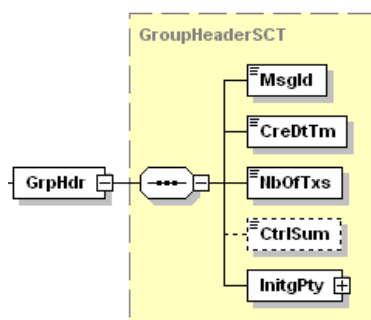 GroupHeaderSCT
MsgId
CreDtTm
GrpHdr
NbOfTxs
CtrlSum
InitgPty